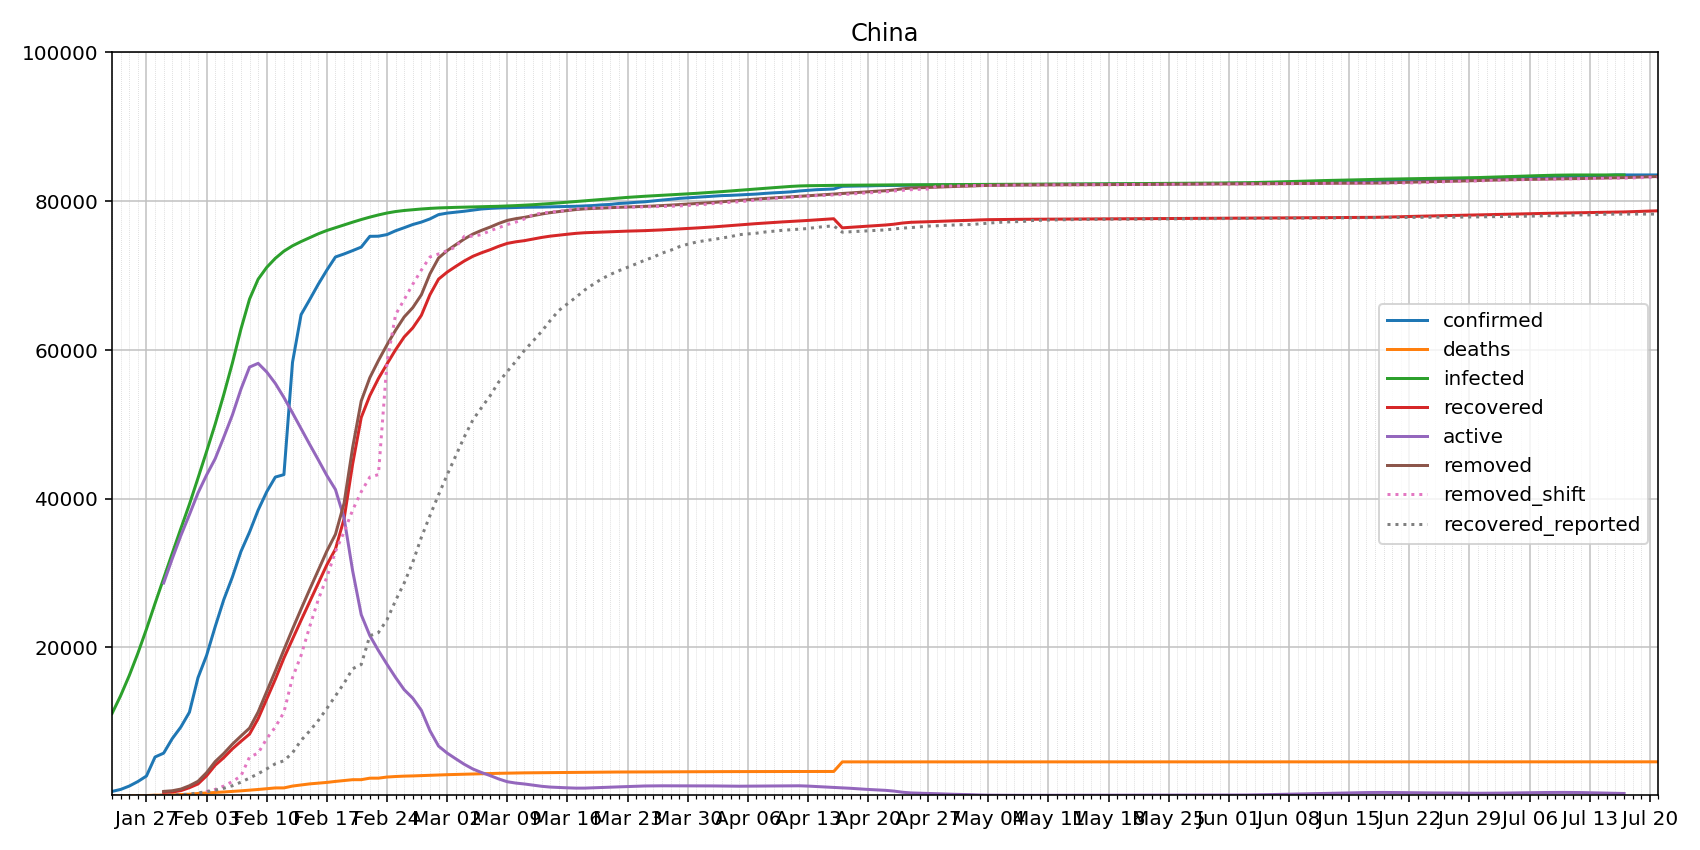 China
100000
80000
60000
40000
20000
confirmed
deaths
infected
recovered
active
removed
removed_shift
recovered_reported
Jan 27 Feb 03 Feb 10 Feb 17 Feb 24 Mar 02 Mar 09 Mar 16 Mar 23 Mar 30 Apr 06 Apr 13 Apr 20 Apr 27 May 04 May 11 May 18 May 25 Jun 01 Jun 08 Jun 15 Jun 22 Jun 29 Jul 06 Jul 13 Jul 20